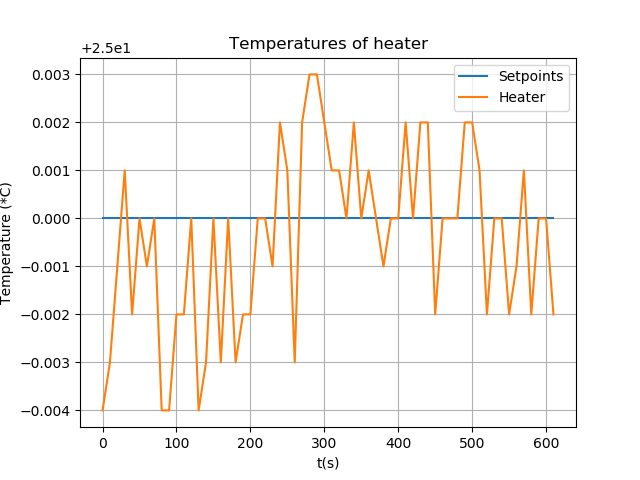 Temperatures of heater
+2.5e1
Setpoints
Heater
0.003
0.002
0.001
0.000
−0.001
−0.002
−0.003
−0.004
Temperature (*C)
0 100 200 300 400 500 600
t(s)